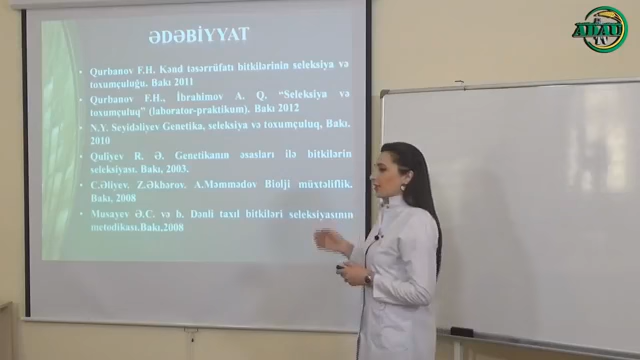 ADAU
TV
ƏDƏBİYYAT
• Qurbanov F.H. Kənd təsərrüfatı bitkilərinin seleksiya və
toxumçuluğu. Bakı 2011
• Qurbanov F.H., İbrahimov A. Q. “Seleksiya və
toxumçuluq” (laborator-praktikum). Bakı 2012
• N.Y. Seyidəliyev Genetika, seleksiya və toxumçuluq, Bakı.
2010
• Quliyev R. Ə. Genetikanın əsasları ilə bitkilərin
seleksiyası. Bakı, 2003.
• C.Əliyev. Z.Əkbərov. A.Məmmədov Biolji müxtəliflik.
Bakı, 2008
• Musayev Ə.C. və b. Dənli taxıl bitkiləri seleksiyasının
metodikası.Bakı,2008